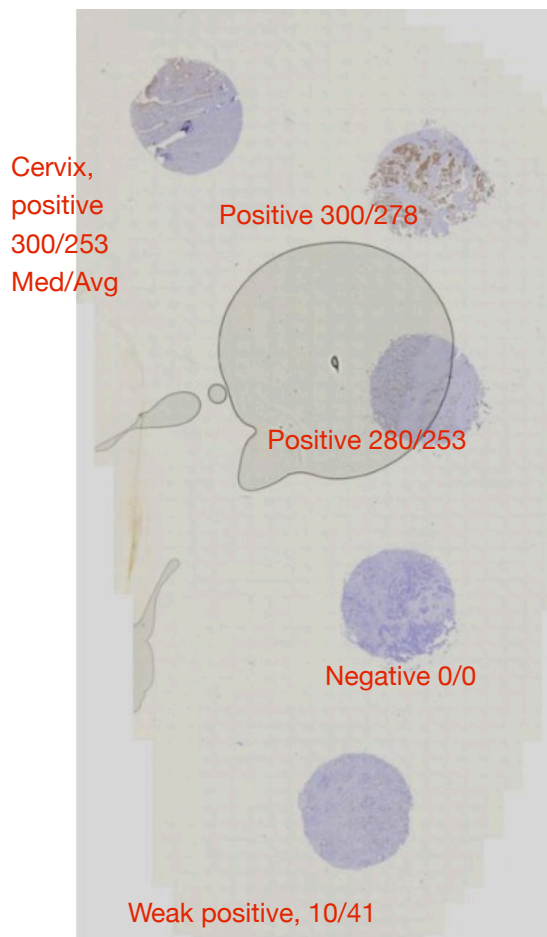 Cervix,
positive
300/253
Med/Avg
Positive 300/278
Positive 280/253
Negative 0/0
Weak positive, 10/41